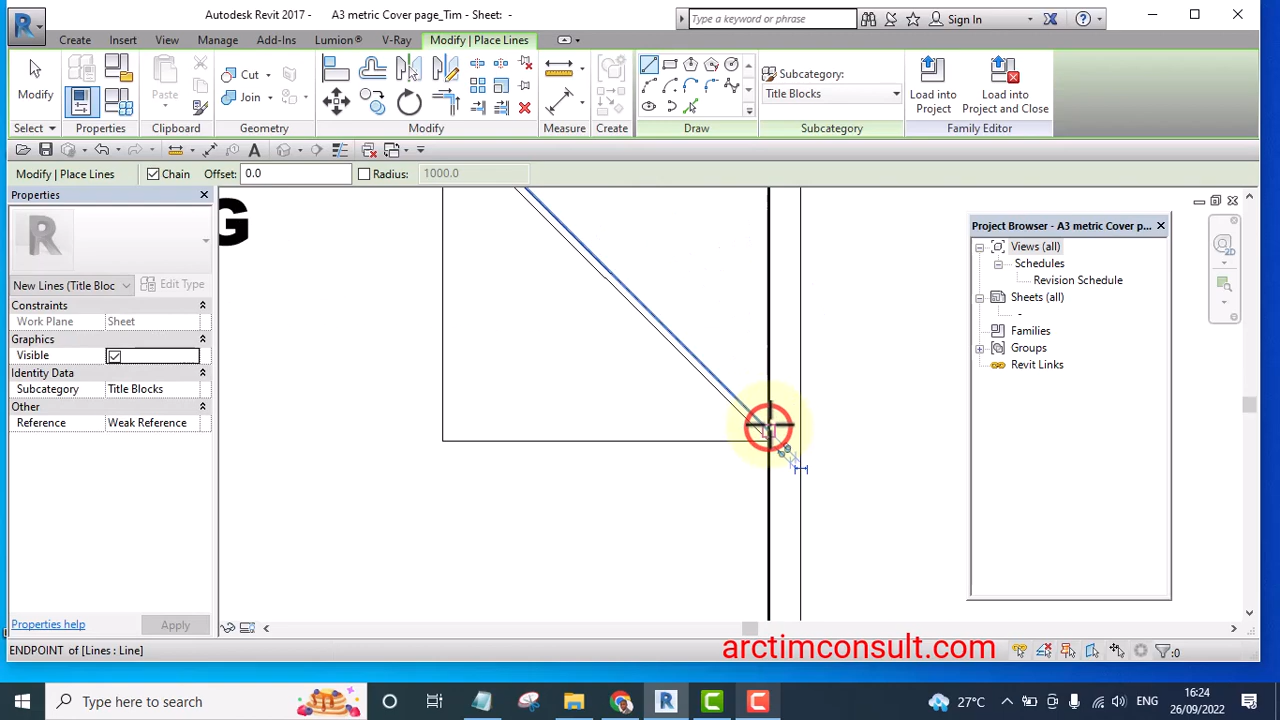 Autodesk Revit 2017 - A3 metric Cover page_Tim - Sheet: -
Type a keyword or phrase
Sign In
Create Insert View Manage Add-Ins Lumion® V-Ray Modify | Place Lines
Modify
Paste
Cut
Join
Subcategory:
Title Blocks
Load into Project
Load into Project and Close
Select Properties Clipboard Geometry Modify Measure Create Draw Subcategory Family Editor
Modify | Place Lines Chain Offset: 0.0 Radius: 1000.0
Properties
New Lines (Title Bloc
Edit Type
Constraints
Work Plane Sheet
Graphics
Visible
Identity Data
Subcategory Title Blocks
Other
Reference Weak Reference
Properties help
Apply
G
Project Browser - A3 metric Cover p...
Views (all)
Schedules
Revision Schedule
Sheets (all)
-
Families
Groups
Revit Links
2D
ENDPOINT of [Lines : Line]
:0
arctimconsult.com
Type here to search
27°C
ENG
16:24
26/09/2022